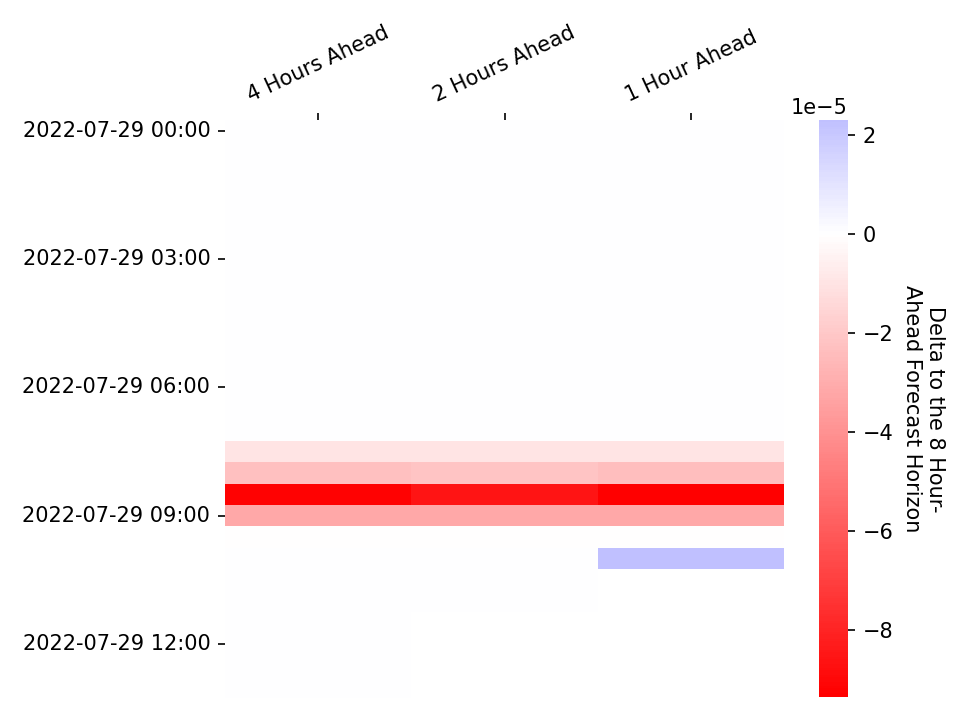 4 Hours Ahead
2 Hours Ahead
1 Hour Ahead
1e−5
2022-07-29 00:00
2022-07-29 03:00
2022-07-29 06:00
2022-07-29 09:00
2022-07-29 12:00
2
0
−2
−4
−6
−8
Delta to the 8 Hour-
Ahead Forecast Horizon